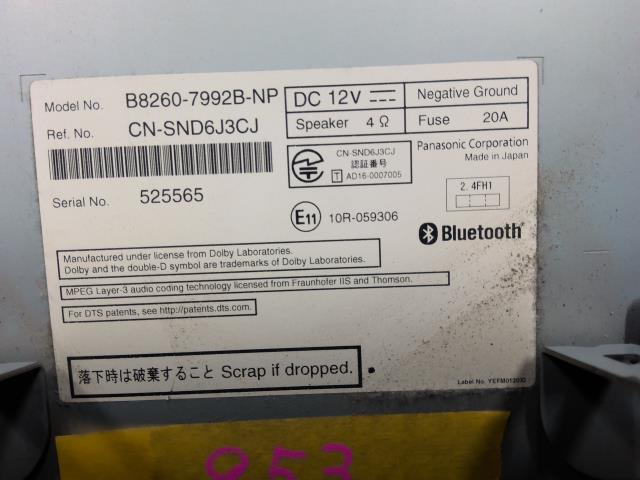 Model No. B8260-7992B-NP
Ref. No. CN-SND6J3CJ
Serial No. 525565
DC 12V Negative Ground
Speaker 4 Ω Fuse 20A
CN-SND6J3CJ
認証番号
T AD16-0007005
Panasonic Corporation
Made in Japan
2.4FH1
E11 10R-059306
Bluetooth®
Manufactured under license from Dolby Laboratories.
Dolby and the double-D symbol are trademarks of Dolby Laboratories.
MPEG Layer-3 audio coding technology licensed from Fraunhofer IIS and Thomson.
For DTS patents, see http://patents.dts.com.
落下時は破棄すること Scrap if dropped.
Label No.
953